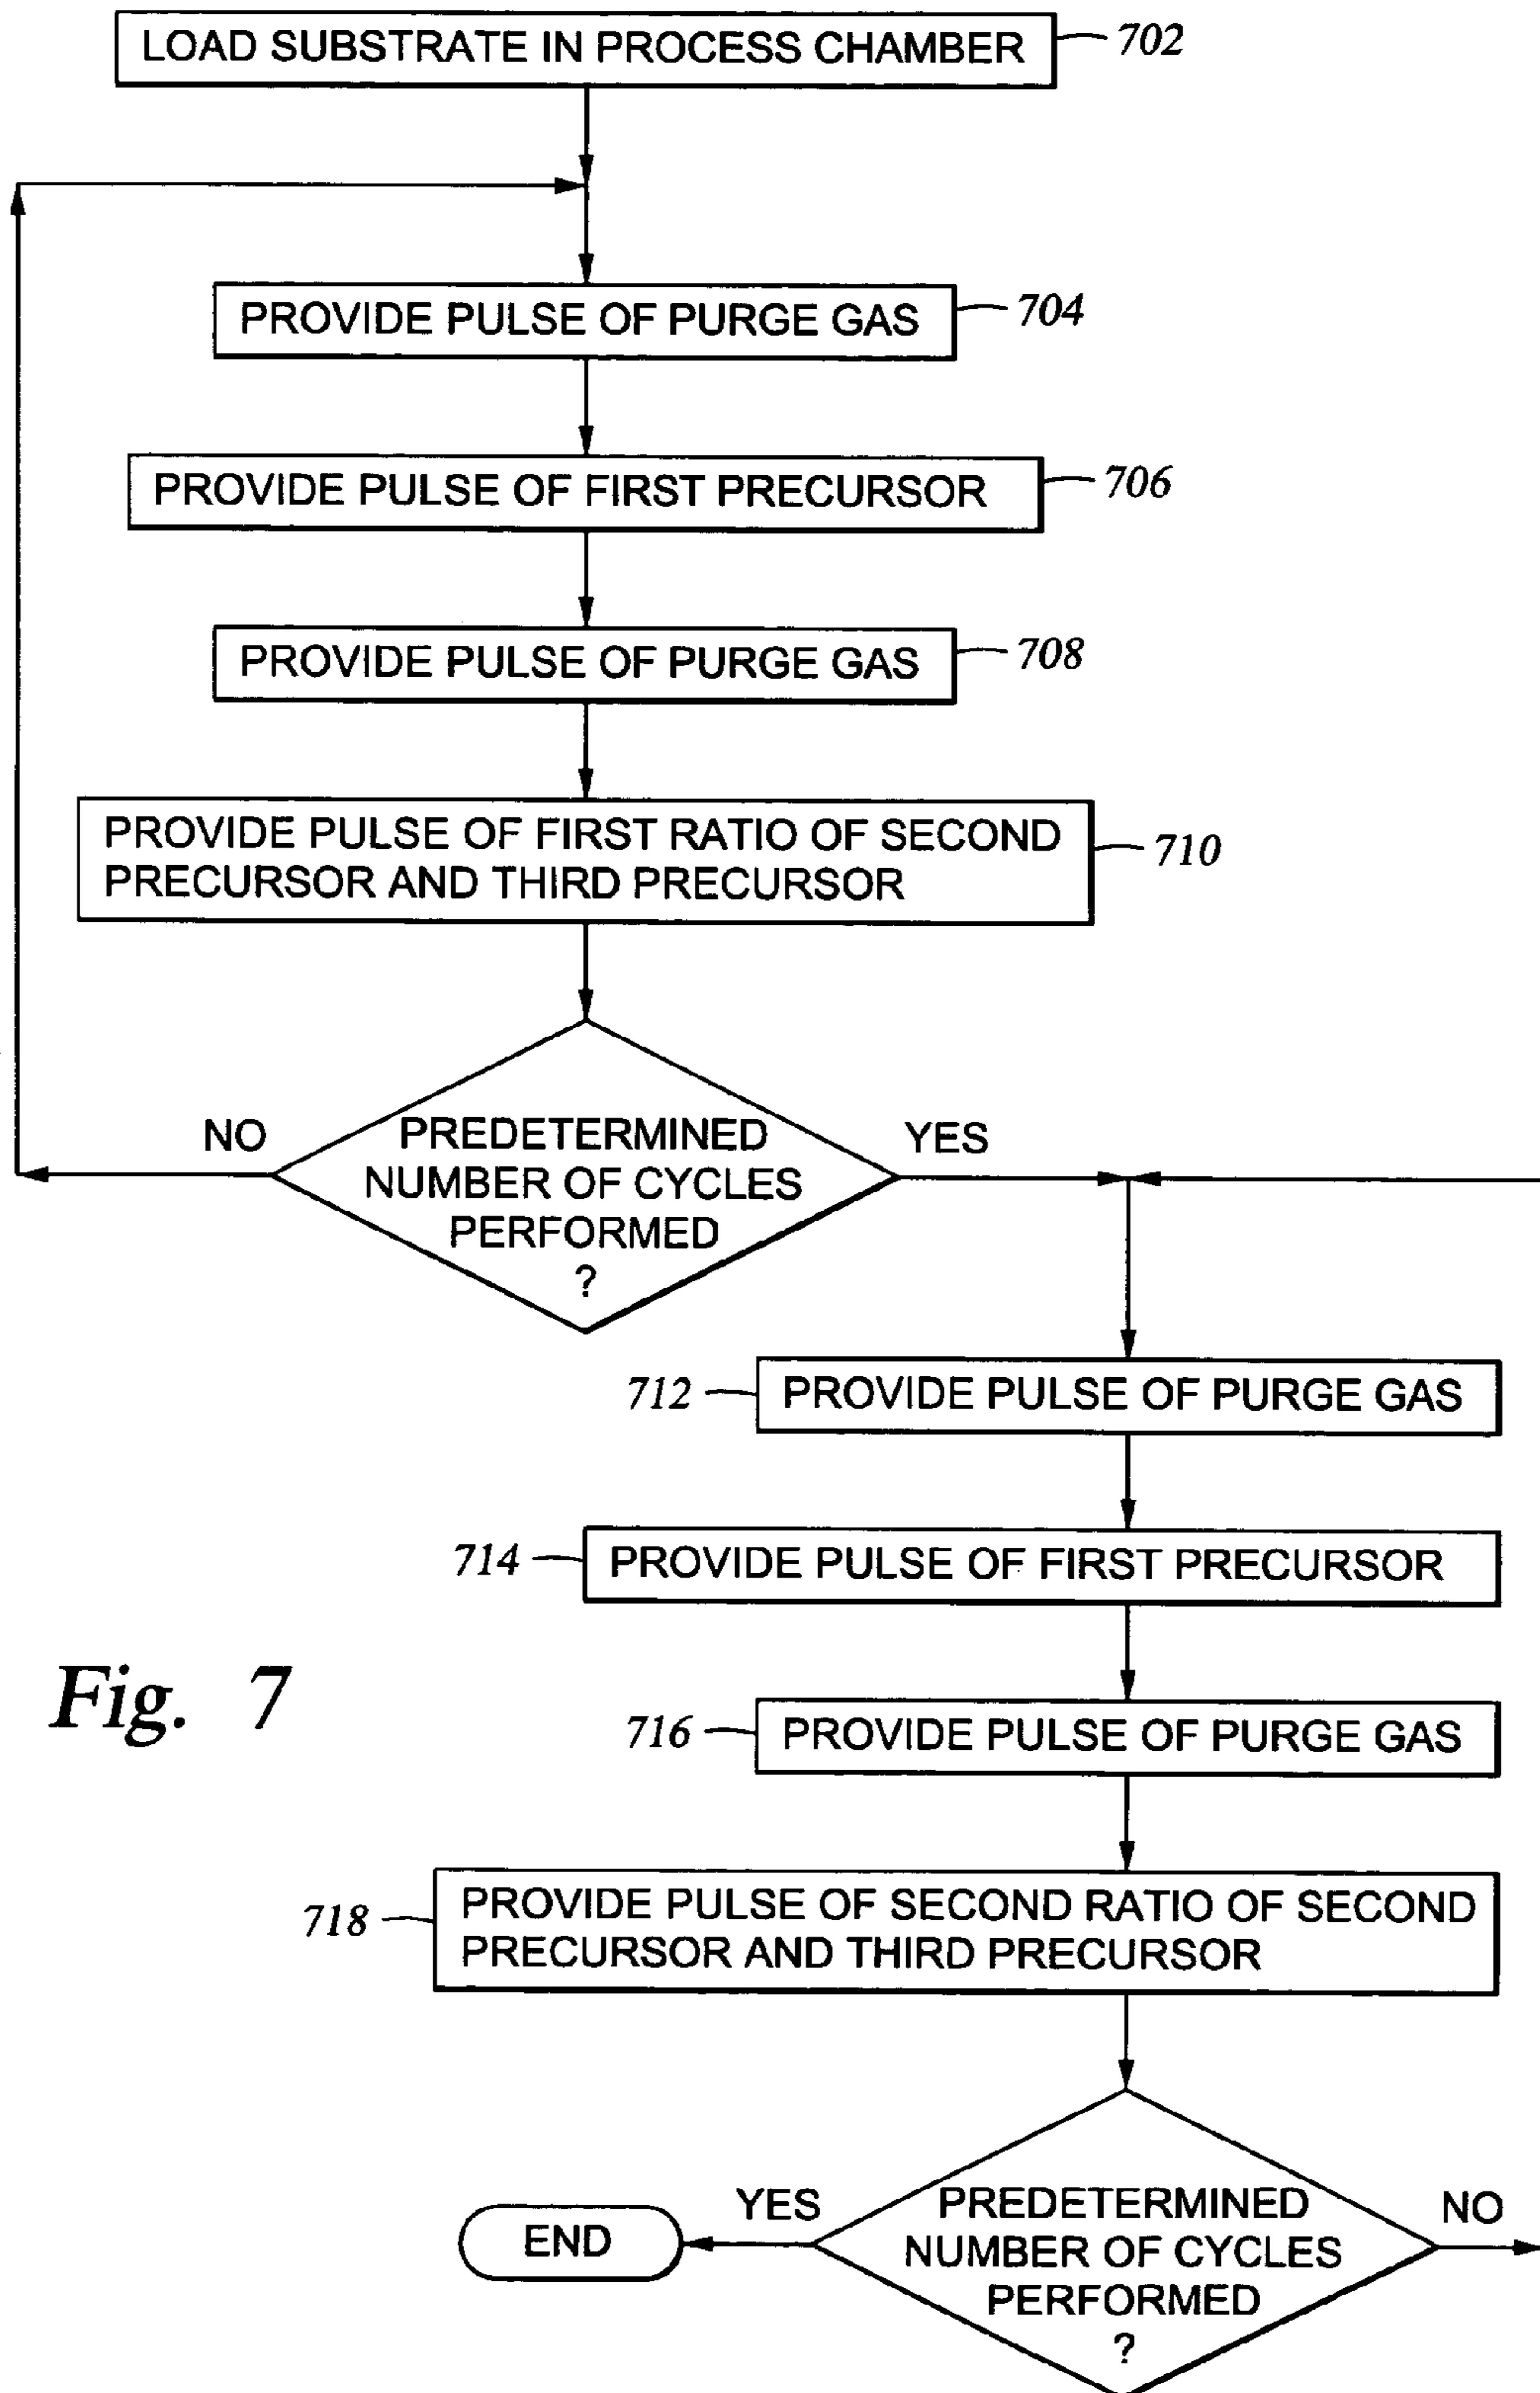 LOAD SUBSTRATE IN PROCESS CHAMBER
702
PROVIDE PULSE OF PURGE GAS
704
PROVIDE PULSE OF FIRST PRECURSOR
706
PROVIDE PULSE OF PURGE GAS
708
PROVIDE PULSE OF FIRST RATIO OF SECOND
PRECURSOR AND THIRD PRECURSOR
710
NO
PREDETERMINED
NUMBER OF CYCLES
PERFORMED
?
YES
712
PROVIDE PULSE OF PURGE GAS
714
PROVIDE PULSE OF FIRST PRECURSOR
Fig. 7
716
PROVIDE PULSE OF PURGE GAS
718
PROVIDE PULSE OF SECOND RATIO OF SECOND
PRECURSOR AND THIRD PRECURSOR
END
YES
PREDETERMINED
NUMBER OF CYCLES
PERFORMED
?
NO